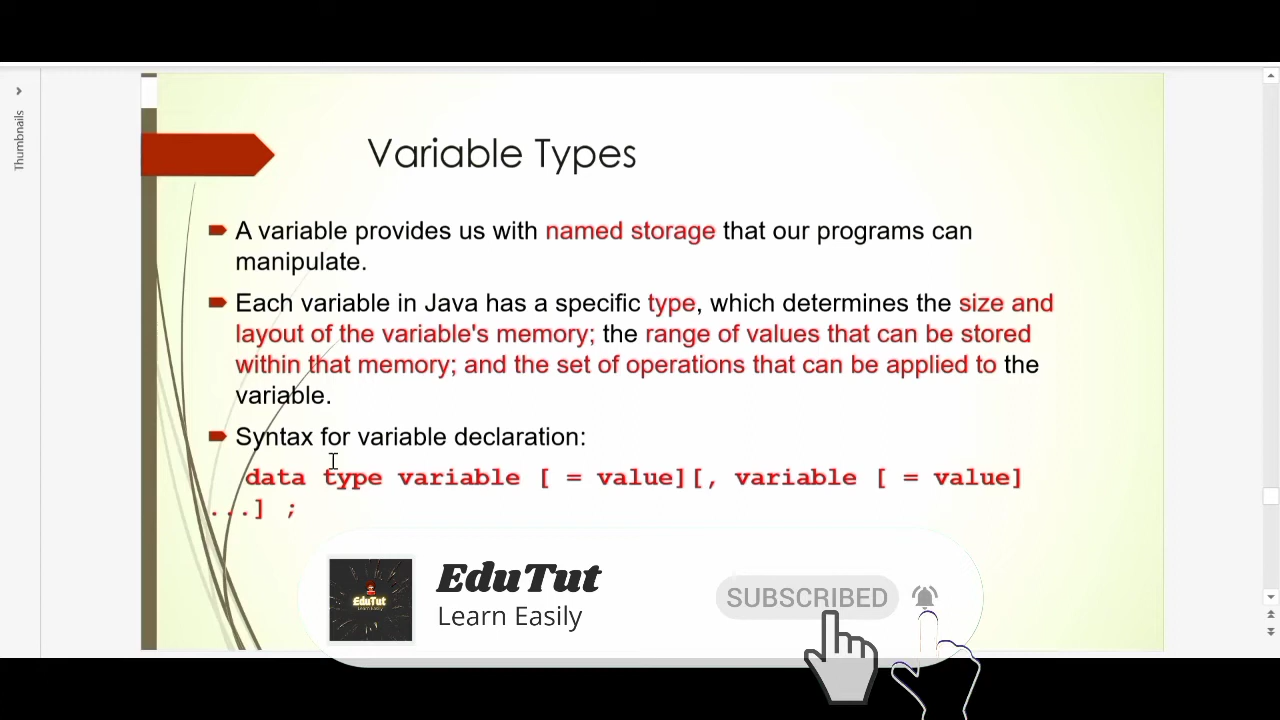 Thumbnails
Variable Types
A variable provides us with named storage that our programs can
manipulate.
Each variable in Java has a specific type, which determines the size and
layout of the variable's memory; the range of values that can be stored
within that memory; and the set of operations that can be applied to the
variable.
Syntax for variable declaration:
data type variable [ = value][, variable [ = value]
...] ;
EduTut
Learn Easily
EduTut
Learn Easily
SUBSCRIBED